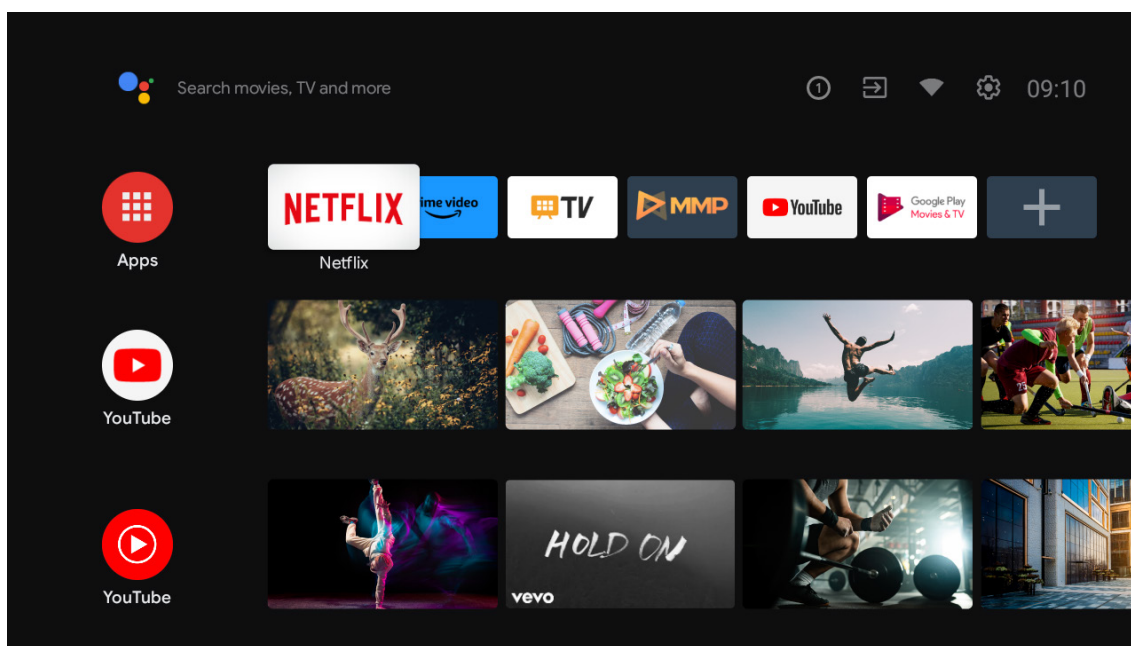 Search movies, TV and more
1
09:10
NETFLIX
ime video
TV
MMP
YouTube
Google Play
Movies & TV
Apps
Netflix
YouTube
HOLD ON
vevo
YouTube